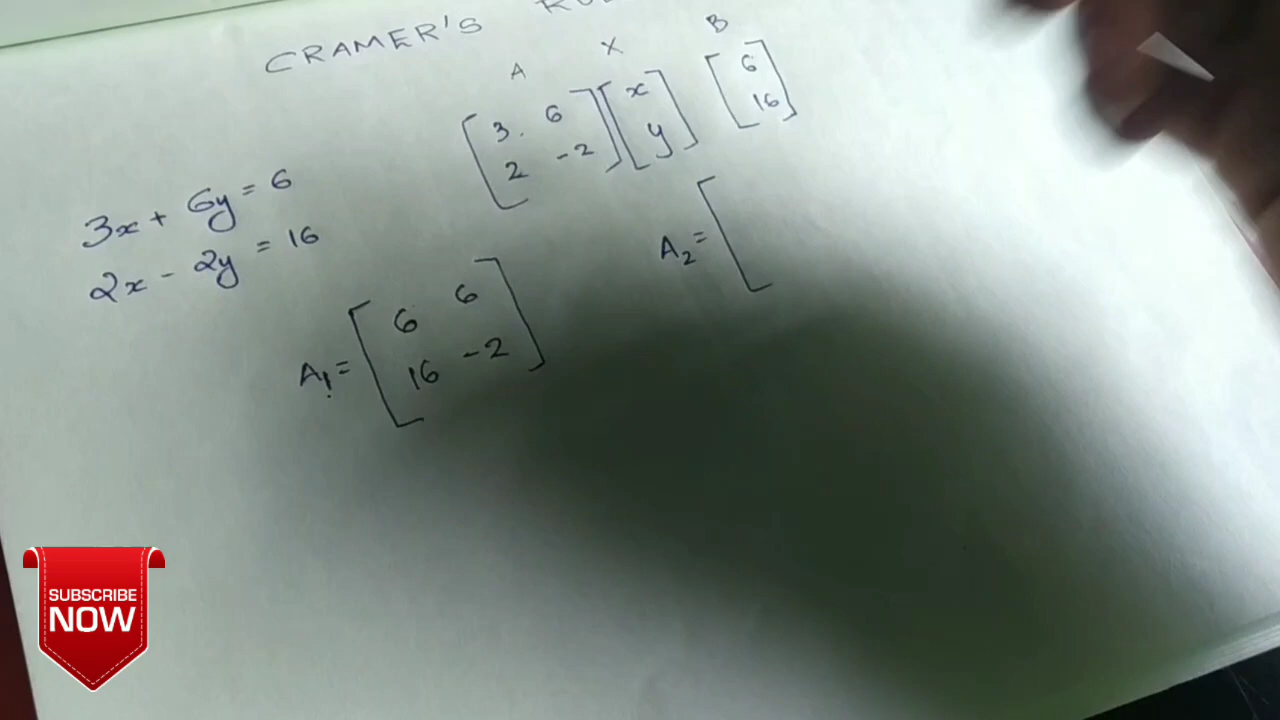 CRAMER'S
A X B
[3. 6] [x] [6]
[2 -2] [y] [16]
3x + 6y = 6
2x - 2y = 16
A2 = [
A1 = [6 6]
[16 -2]
SUBSCRIBE
NOW